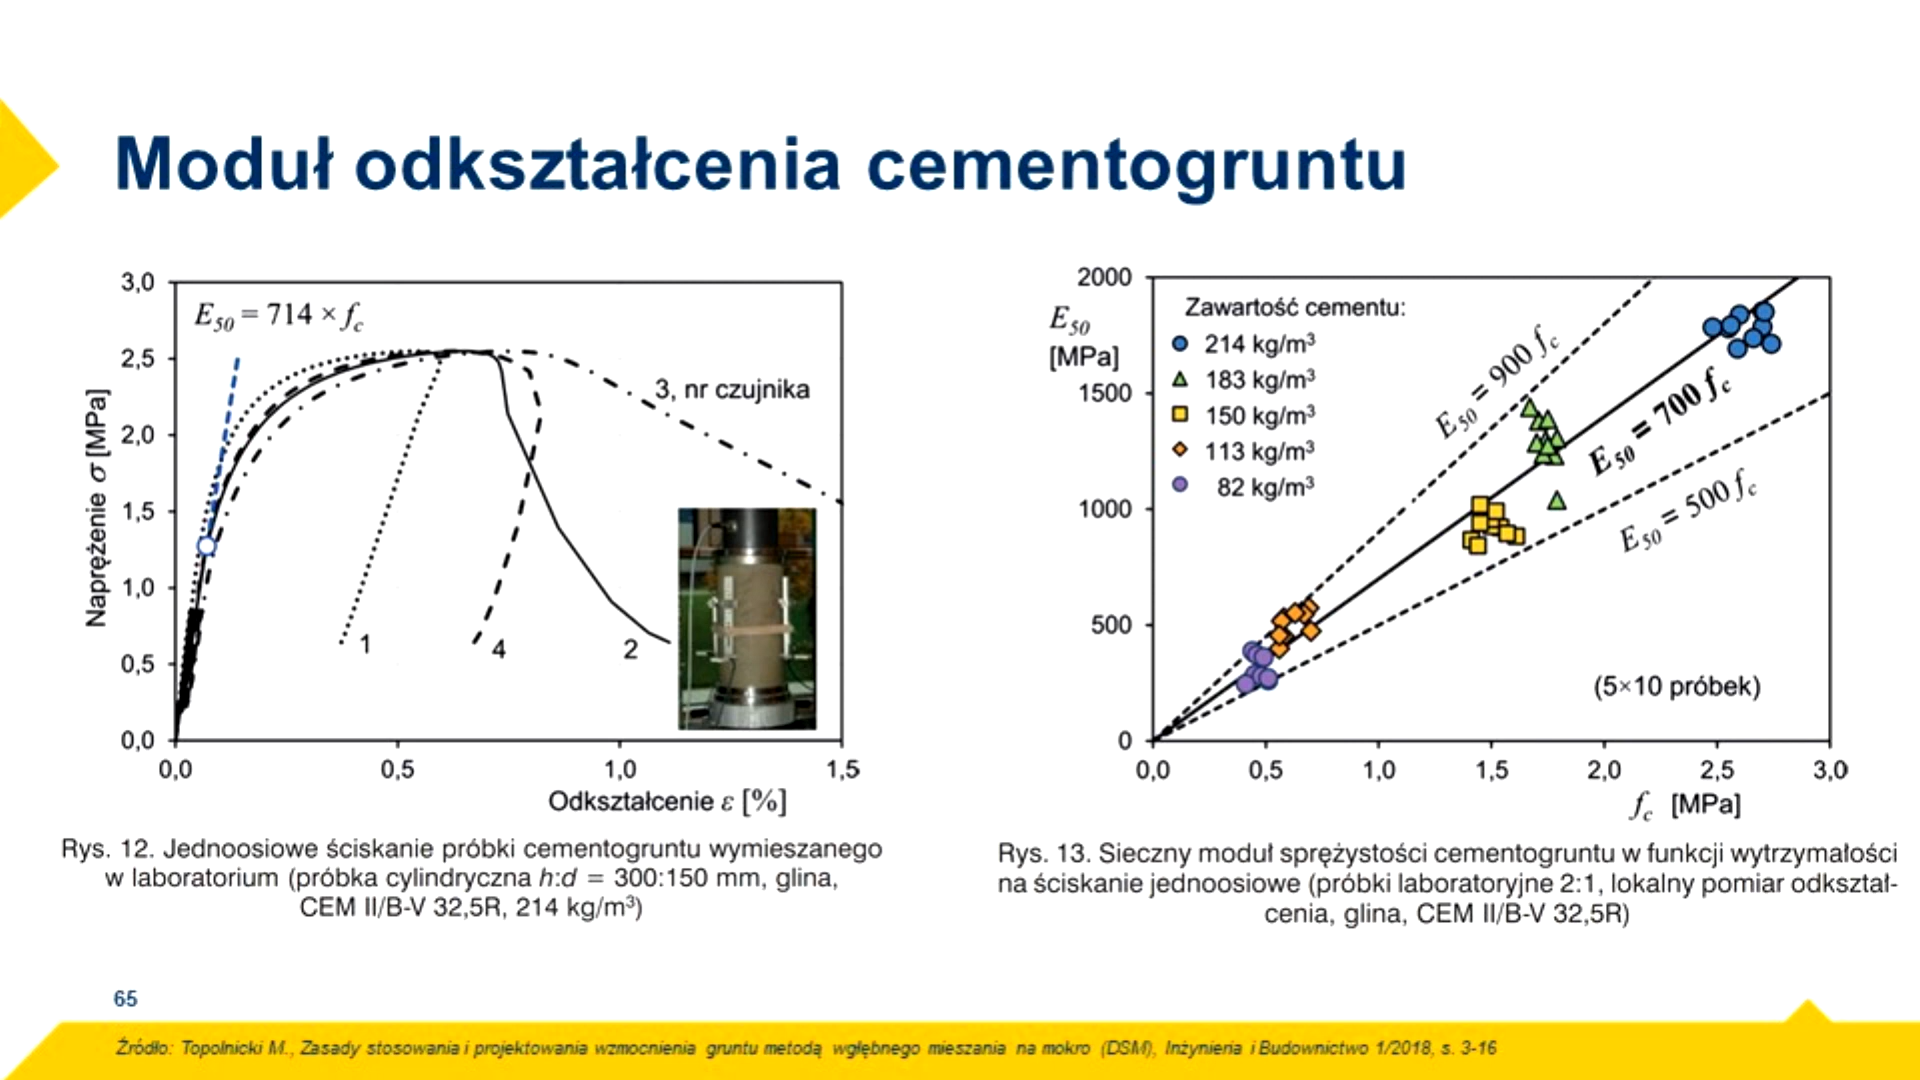 Moduł odkształcenia cementogruntu
3,0
2,5
2,0
1,5
1,0
0,5
0,0
Naprężenie σ [MPa]
E50 = 714 × fc
3, nr czujnika
1
4
2
0,0
0,5
1,0
1,5
Odkształcenie ε [%]
Rys. 12. Jednoosiowe ściskanie próbki cementogruntu wymieszanego
w laboratorium (próbka cylindryczna h:d = 300:150 mm, glina,
CEM II/B-V 32,5R, 214 kg/m³)
2000
1500
1000
500
0
E50
[MPa]
Zawartość cementu:
214 kg/m³
183 kg/m³
150 kg/m³
113 kg/m³
82 kg/m³
E50 = 900 fc
E50 = 700 fc
E50 = 500 fc
(5×10 próbek)
0,0
0,5
1,0
1,5
2,0
2,5
3,0
fc [MPa]
Rys. 13. Sieczny moduł sprężystości cementogruntu w funkcji wytrzymałości
na ściskanie jednoosiowe (próbki laboratoryjne 2:1, lokalny pomiar odkształ-
cenia, glina, CEM II/B-V 32,5R)
65
Źródło: Topolnicki M., Zasady stosowania i projektowania wzmocnienia gruntu metodą wgłębnego mieszania na mokro (DSM), Inżynieria i Budownictwo 1/2018, s. 3-16